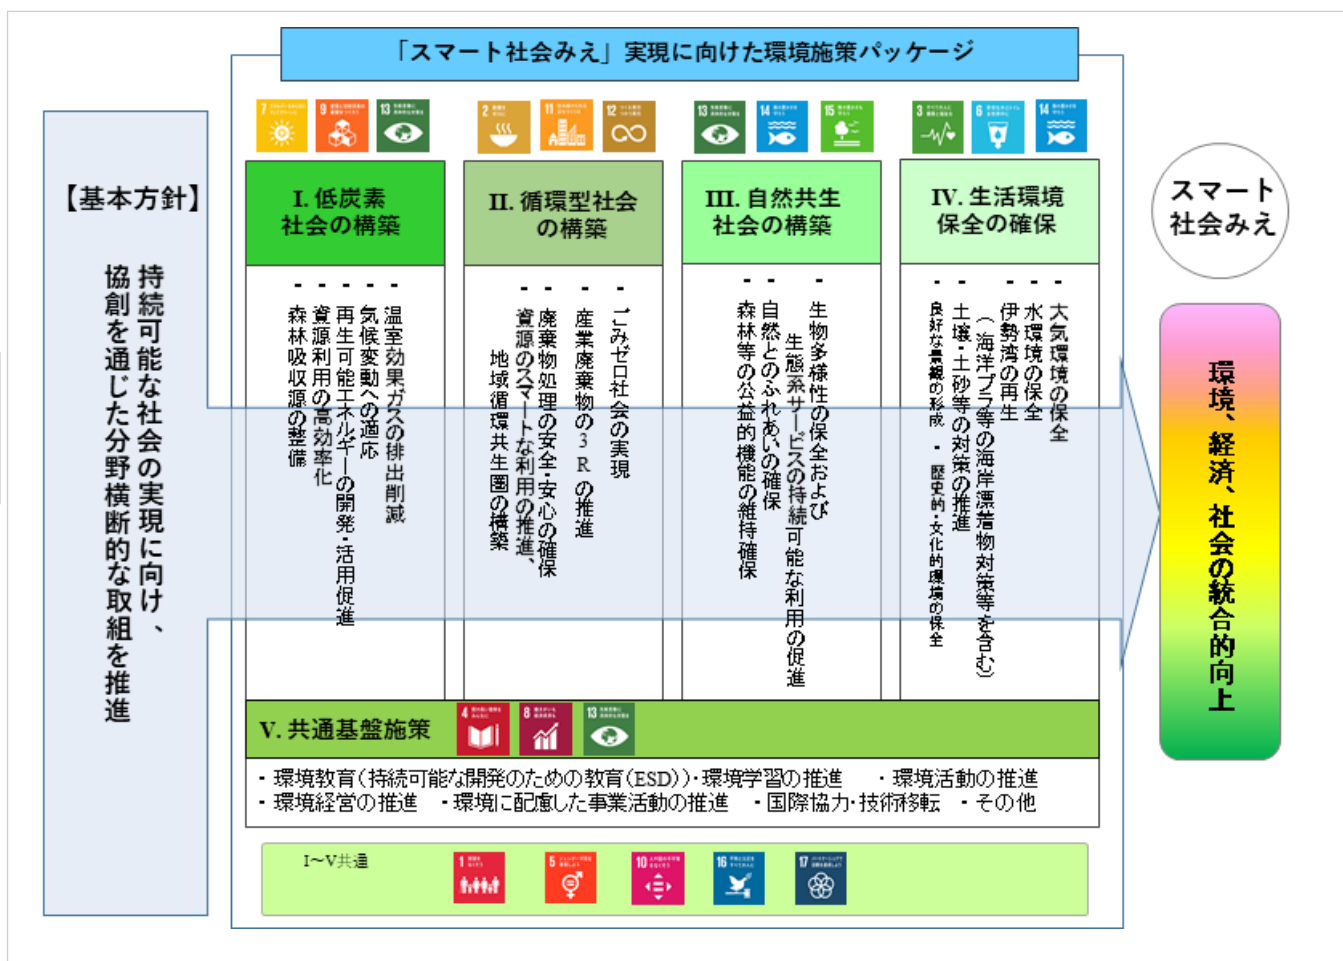 「スマート社会みえ」実現に向けた環境施策パッケージ
【基本方針】
持続可能な社会の実現に向け、
協創を通じた分野横断的な取組を推進
7
9
13
2
11
12
13
14
15
3
6
14
I. 低炭素
社会の構築
II. 循環型社会
の構築
III. 自然共生
社会の構築
IV. 生活環境
保全の確保
・温室効果ガスの排出削減
・気候変動への適応
・再生可能エネルギーの開発・活用促進
・資源利用の高効率化
・森林吸収源の整備
・ごみゼロ社会の実現
・産業廃棄物の3Rの推進
・廃棄物処理の安全・安心の確保
・資源のスマートな利用の推進、
地域循環共生圏の構築
・生物多様性の保全および
生態系サービスの持続可能な利用の促進
・自然とのふれあいの確保
・森林等の公益的機能の維持確保
・大気環境の保全
・水環境の保全
・伊勢湾の再生
(海洋プラ等の海岸漂着物対策等を含む)
・土壌・土砂等の対策の推進
・良好な景観の形成 ・歴史的・文化的環境の保全
V. 共通基盤施策
4
8
13
・環境教育(持続可能な開発のための教育(ESD))・環境学習の推進 ・環境活動の推進
・環境経営の推進 ・環境に配慮した事業活動の推進 ・国際協力・技術移転 ・その他
I～V共通
1
5
10
16
17
スマート
社会みえ
環境、経済、社会の統合的向上